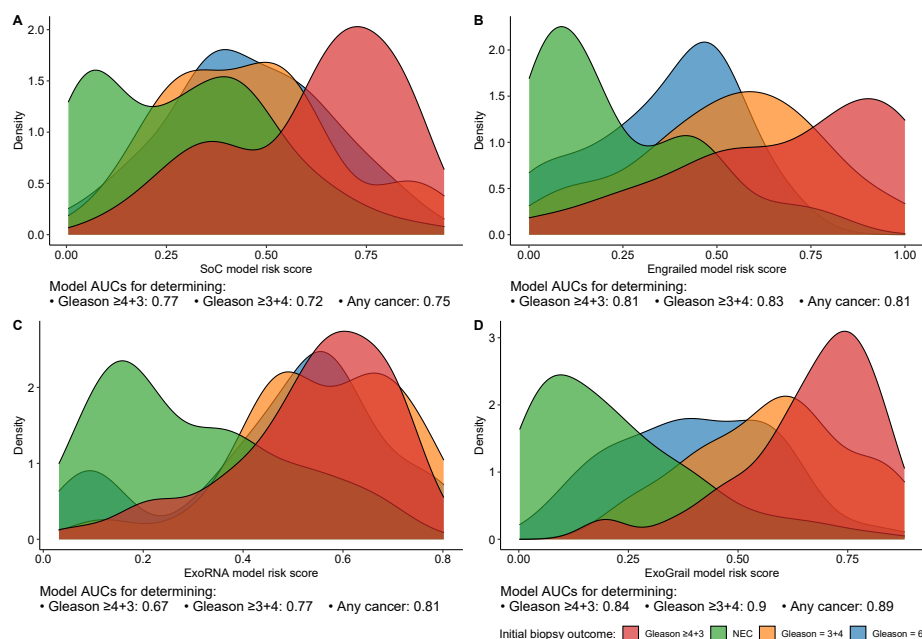 A
B
2.0
1.5
1.0
0.5
0.0
Density
0.00 0.25 0.50 0.75
SoC model risk score
2.0
1.5
1.0
0.5
0.0
Density
0.00 0.25 0.50 0.75 1.00
Engrailed model risk score
Model AUCs for determining:
• Gleason ≥4+3: 0.77 • Gleason ≥3+4: 0.72 • Any cancer: 0.75
Model AUCs for determining:
• Gleason ≥4+3: 0.81 • Gleason ≥3+4: 0.83 • Any cancer: 0.81
C
D
2
1
0
Density
0.0 0.2 0.4 0.6 0.8
ExoRNA model risk score
3
2
1
0
Density
0.00 0.25 0.50 0.75
ExoGrail model risk score
Model AUCs for determining:
• Gleason ≥4+3: 0.67 • Gleason ≥3+4: 0.77 • Any cancer: 0.81
Model AUCs for determining:
• Gleason ≥4+3: 0.84 • Gleason ≥3+4: 0.9 • Any cancer: 0.89
Initial biopsy outcome: Gleason ≥4+3 NEC Gleason = 3+4 Gleason = 6